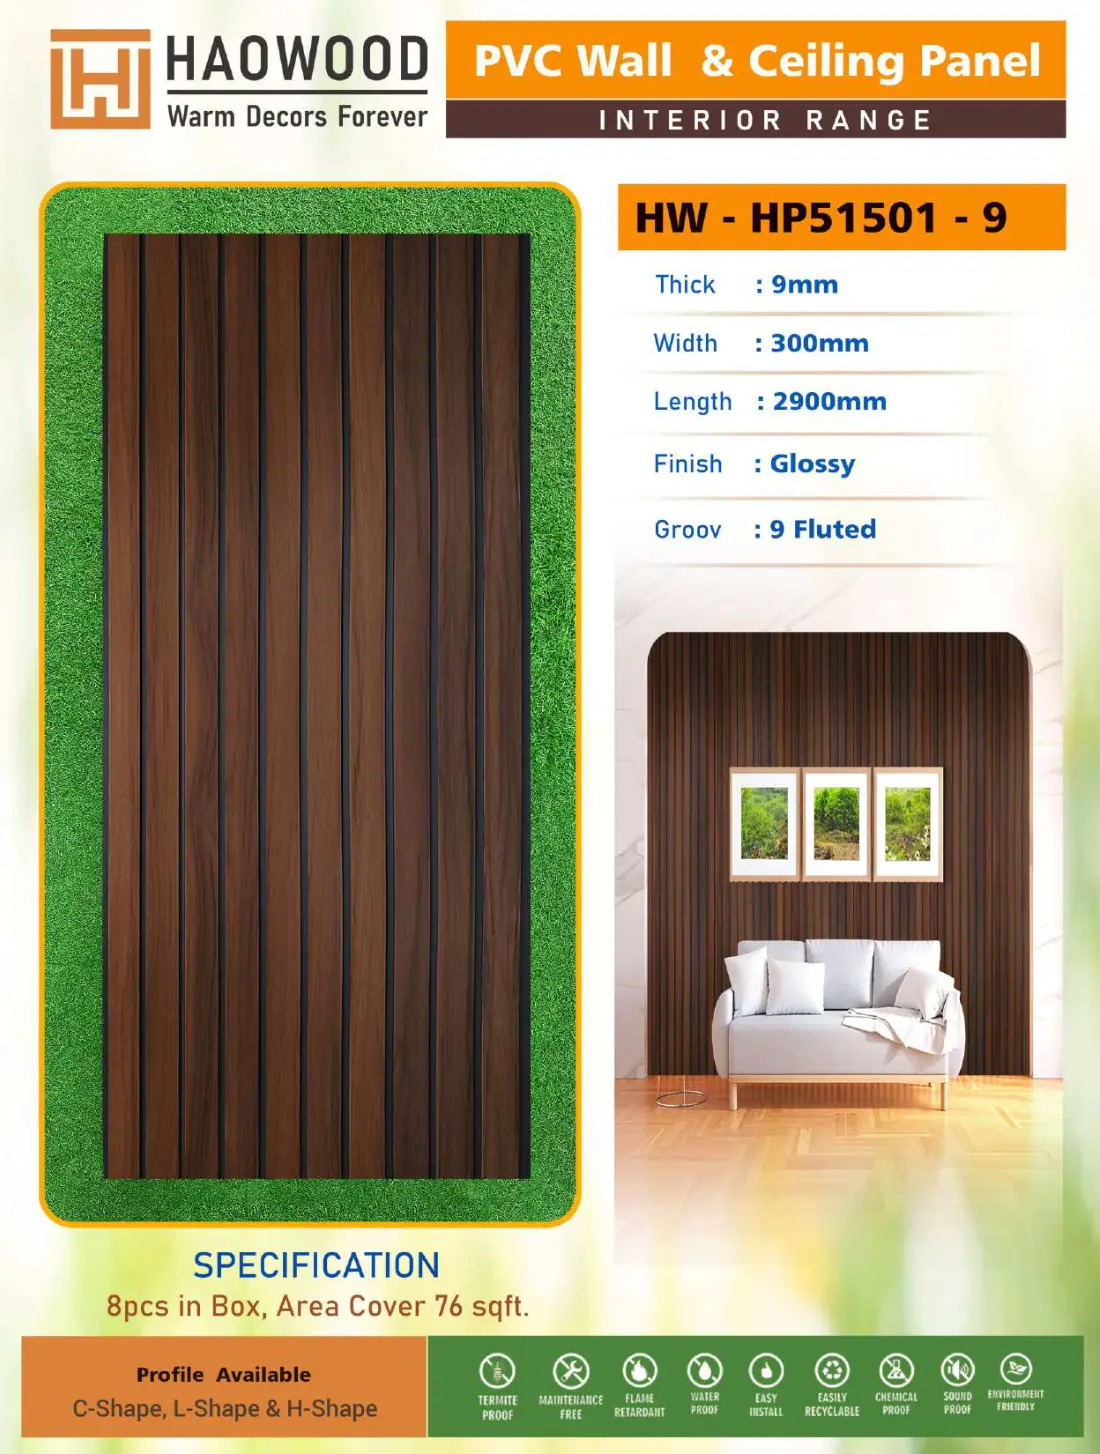 HAOWOOD
Warm Decors Forever
PVC Wall & Ceiling Panel
INTERIOR RANGE
HW - HP51501 - 9
Thick : 9mm
Width : 300mm
Length : 2900mm
Finish : Glossy
Groov : 9 Fluted
SPECIFICATION
8pcs in Box, Area Cover 76 sqft.
Profile Available
C-Shape, L-Shape & H-Shape
TERMITE
PROOF
MAINTENANCE
FREE
FLAME
RETARDANT
WATER
PROOF
EASY
INSTALL
EASILY
RECYCLABLE
CHEMICAL
PROOF
SOUND
PROOF
ENVIRONMENT
FRIENDLY